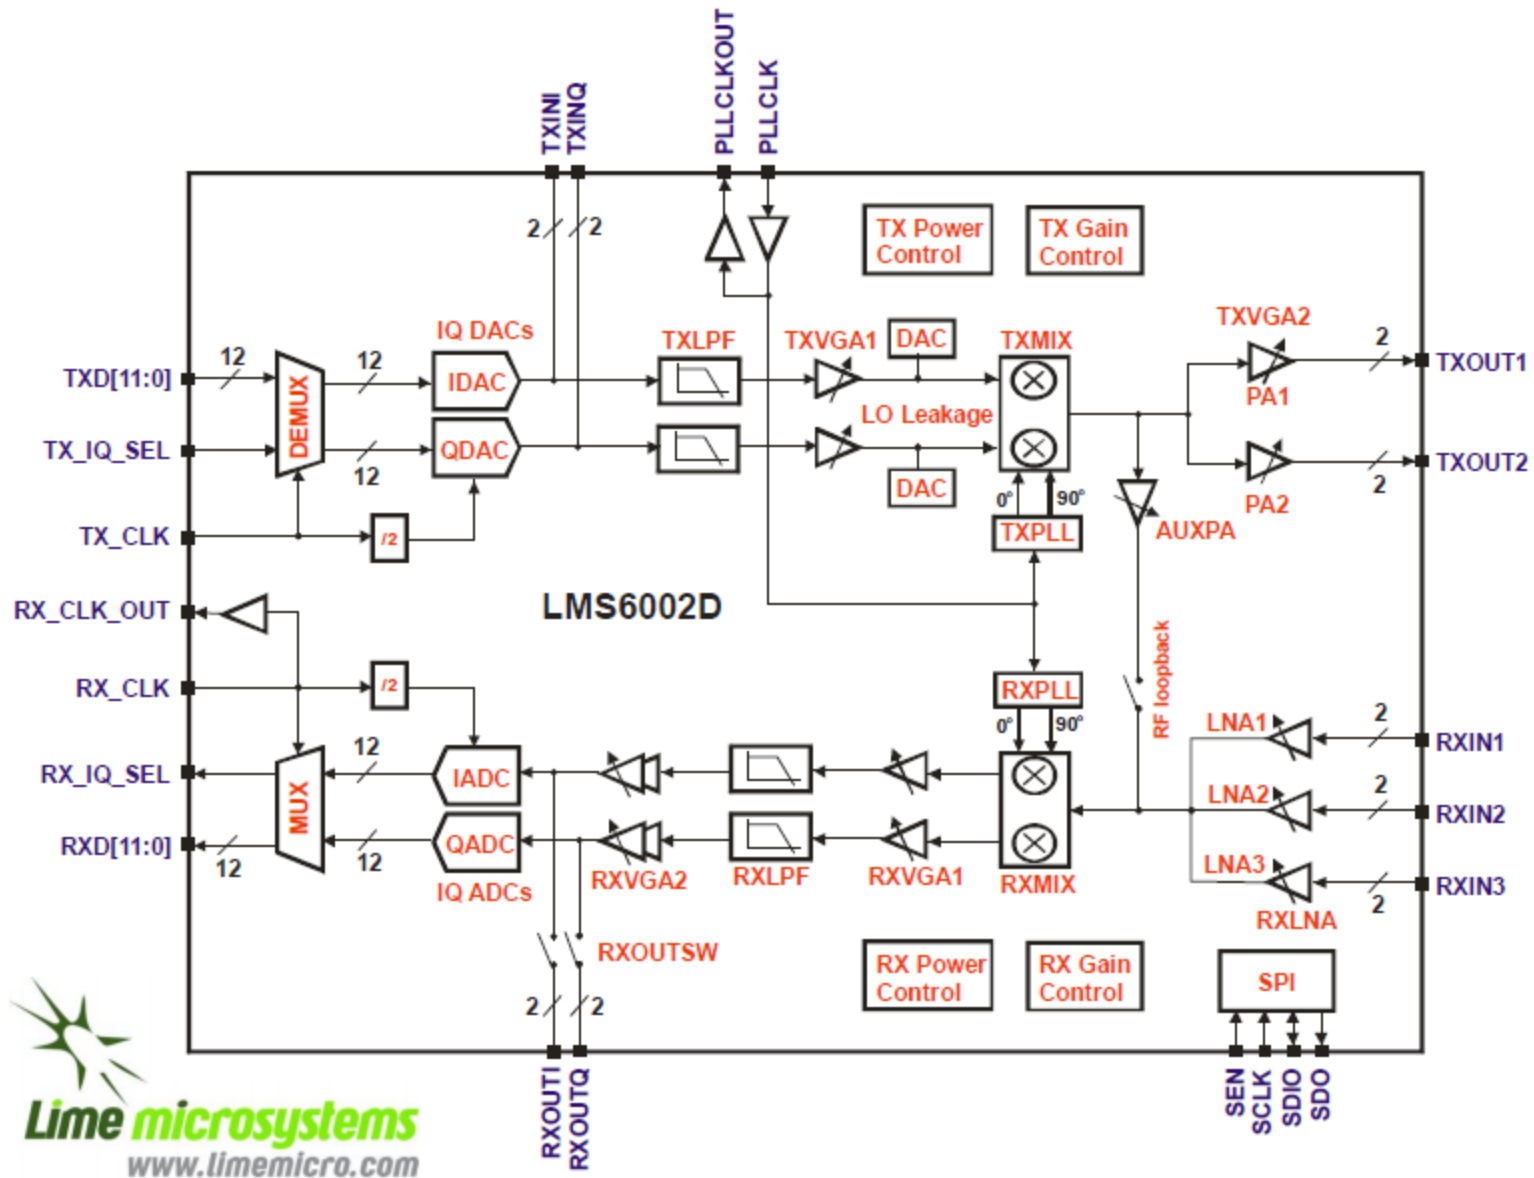 PLLCLKOUT
PLLCLK
TXINI
TXINQ
2
2
TX Power
Control
TX Gain
Control
IQ DACs
TXLPF
TXVGA1
DAC
TXMIX
TXVGA2
2
TXOUT1
TXD[11:0]
12
12
IDAC
PA1
DEMUX
LO Leakage
TX_IQ_SEL
12
QDAC
DAC
0°
90°
PA2
2
TXOUT2
TX_CLK
/2
TXPLL
AUXPA
RX_CLK_OUT
LMS6002D
RF loopback
RX_CLK
/2
RXPLL
0°
90°
LNA1
2
RXIN1
RX_IQ_SEL
12
IADC
LNA2
2
RXIN2
MUX
RXD[11:0]
12
12
QADC
IQ ADCs
RXVGA2
RXLPF
RXVGA1
RXMIX
LNA3
2
RXIN3
RXLNA
RXOUTSW
RX Power
Control
RX Gain
Control
SPI
2
2
RXOUTI
RXOUTQ
SEN
SCLK
SDIO
SDO
Lime microsystems
www.limemicro.com